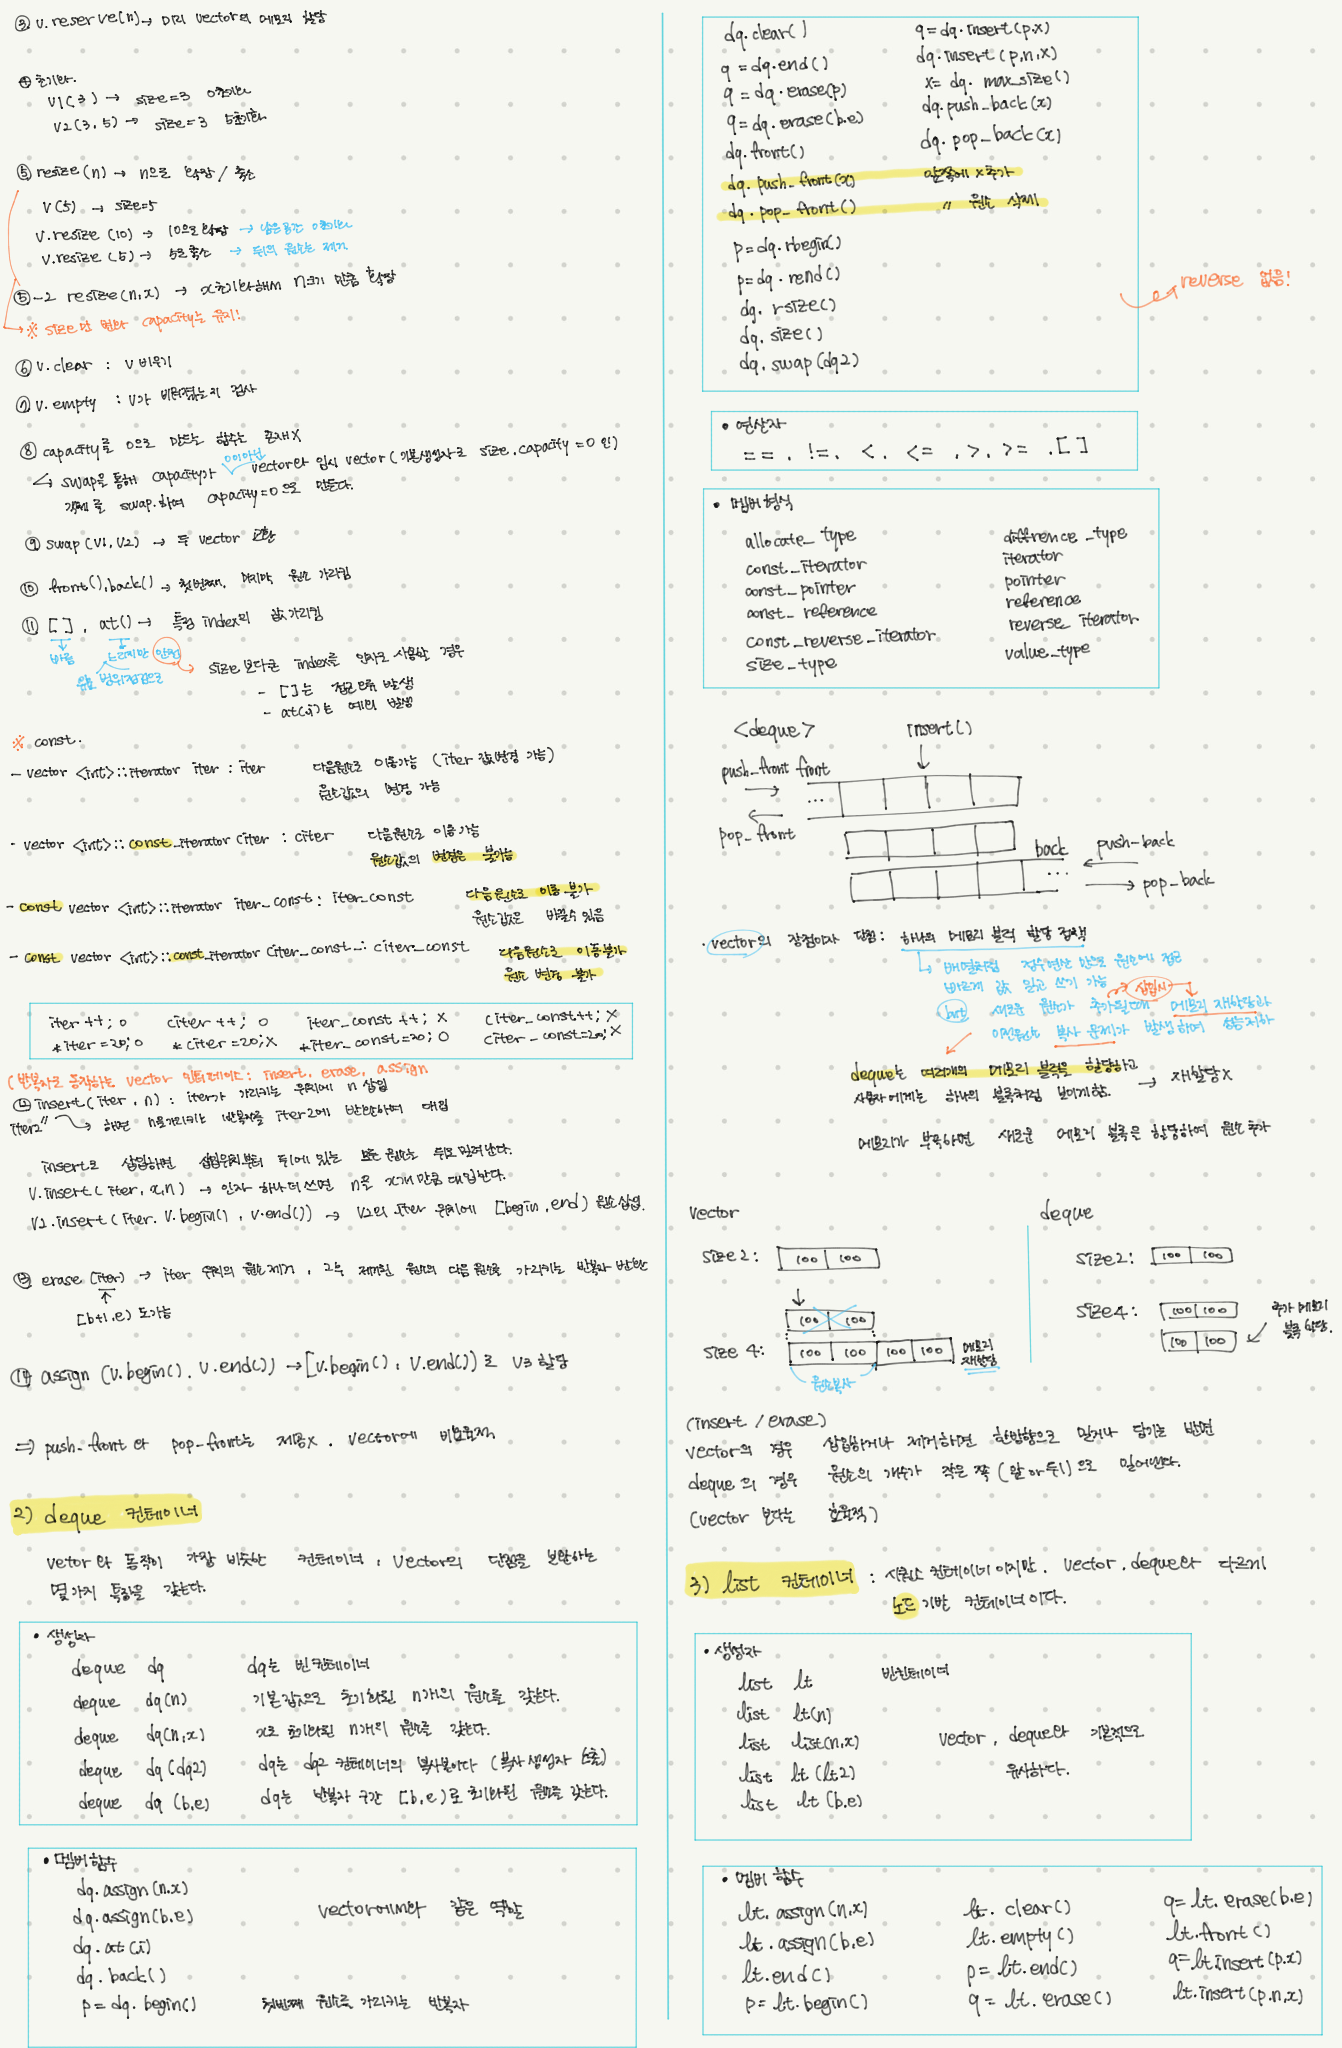 ③ v.reserve(n) → 미리 vector의 메모리 할당
④ 초기화.
v1(3) → size=3 0초기화
v2(3, 5) → size=3 5초기화
⑤ resize(n) → n으로 확장 / 축소
v(5) → size=5
v.resize(10) → 10으로 확장 → 남은공간 0초기화
v.resize(5) → 5로 축소 → 뒤의 원소는 제거
⑤-2 resize(n,x) → x초기화해서 n크기 만큼 확장
※ size만 변화 capacity는 유지!
⑥ v.clear : v 비우기
⑦ v.empty : v가 비워졌는지 검사
⑧ capacity를 0으로 만드는 함수는 존재X
0이아닌
↳ swap을 통해 capacity가 vector와 임시 vector(기본생성자로 size, capacity = 0 인)
객체를 swap하여 capacity=0으로 만든다.
⑨ swap(v1, v2) → 두 vector 교환
⑩ front(), back() → 첫번째, 마지막 원소 가리킴
⑪ [ ], at() → 특정 index의 값 가리킴
빠름 느리지만 안전
범위점검으로
size보다큰 index를 인자로 사용할 경우
- [ ]는 접근오류 발생
- at(i)는 예외 발생
※ const.
- vector <int>::iterator iter : iter 다음원소로 이동가능 (iter 값변경 가능)
원소값의 변경 가능
- vector <int>:: const_iterator citer : citer 다음원소로 이동가능
원소값의 변경은 불가능
- const vector <int>::iterator iter_const : iter_const 다음원소로 이동 불가
원소값은 바꿀수 있음
- const vector <int>::const_iterator citer_const : citer_const 다음원소로 이동불가
원소 변경 불가
iter ++; O citer ++; O iter_const ++; X citer_const++; X
*iter =20; O *citer =20; X *iter_const =20; O citer_const=20; X
(반복자로 동작하는 vector 인터페이스: insert, erase, assign
⑫ insert(iter, n) : iter가 가리키는 위치에 n 삽입
iter2 " → 하면 n을가리키는 반복자를 iter2에 반환하며 대입
insert로 삽입하면 삽입위치부터 뒤에 있는 모든 원소는 뒤로 밀려난다.
v.insert(iter, x,n) → 인자 하나더 쓰면 n을 x개 만큼 대입한다.
v2.insert(iter. v.begin(), v.end()) → v2의 iter 위치에 [begin, end) 원소삽입.
⑬ erase (iter) → iter 위치의 원소제거, 그후 제거된 원소의 다음 원소를 가리키는 반복자 반환
[b+1, e) 도가능
⑭ assign (v.begin(), v.end()) → [v.begin(), v.end()) 로 v3 할당
⇒ push_front 와 pop-front는 제공X. vector에 비효율적
2) deque 컨테이너
vetor와 동작이 가장 비슷한 컨테이너, vector의 단점을 보완하는
몇가지 특징을 갖는다.
• 생성자
deque dq dq는 빈컨테이너
deque dq(n) 기본값으로 초기화된 n개의 원소를 갖는다.
deque dq(n,x) x로 초기화된 n개의 원소를 갖는다.
deque dq (dq2) dq는 dq2 컨테이너의 복사본이다 (복사 생성자 호출)
deque dq (b,e) dq는 반복자 구간 [b,e)로 초기화된 원소를 갖는다.
• 멤버함수
dq.assign(n.x)
dq.assign(b,e) vector에서와 같은 역할
dq.at(i)
dq.back()
p = dq.begin() 첫번째 원소를 가리키는 반복자
dq.clear() q = dq.insert(p,x)
q = dq.end() dq.insert(p,n,x)
q = dq.erase(p) x = dq.max_size()
q = dq.erase(b,e) dq.push_back(x)
dq.front() dq.pop_back(x)
dq.push_front(x) 앞쪽에 x추가
dq.pop_front() " 원소 삭제
p = dq.rbegin()
p = dq.rend()
dq.rsize()
dq.size()
dq.swap(dq2)
reverse 없음!
• 연산자
== , != , < , <= , > , >= , [ ]
• 멤버형식
allocate_type difference_type
const_iterator iterator
const_pointer pointer
const_reference reference
const_reverse_iterator reverse_iterator
size_type value_type
<deque> insert()
push_front front
...
pop_front
back push-back
...
pop_back
· vector의 장점이자 단점: 하나의 메모리 블럭 할당 정책
↳ 배열처럼 정수연산 만으로 원소에 접근
빠르게 값 읽고 쓰기 가능 삽입시
but 새로운 원소가 추가될때 메모리 재할당과
이전원소 복사 문제가 발생하여 성능저하
deque는 여러개의 메모리 블럭을 할당하고
사용자에게는 하나의 블록처럼 보이게함. → 재할당X
메모리가 부족하면 새로운 메모리 블록은 할당하여 원소추가
vector deque
size2: 100 100 size2: 100 100
100 100
size 4: 100 100 100 100 메모리 재할당
원소복사
size4: 100 100
100 100 추가 메모리 블록 할당.
(insert / erase)
vector의 경우 삽입하거나 제거하면 한방향으로 밀거나 당기는 반면
deque의 경우 원소의 개수가 작은 쪽 (앞 or 뒤)으로 밀어낸다.
(vector 보다는 효율적)
3) list 컨테이너 : 시퀀스 컨테이너 이지만, vector, deque와 다르게
노드 기반 컨테이너이다.
• 생성자
list lt 빈컨테이너
list lt(n)
list list(n,x) vector, deque와 기본적으로
list lt (lt2) 유사하다.
list lt (b,e)
• 멤버 함수
lt.assign(n,x) lt.clear() q= lt.erase(b,e)
lt.assign(b,e) lt.empty() lt.front()
lt.end() p = lt.end() q= lt.insert(p.x)
p = lt.begin() q = lt.erase() lt.insert(p,n,x)